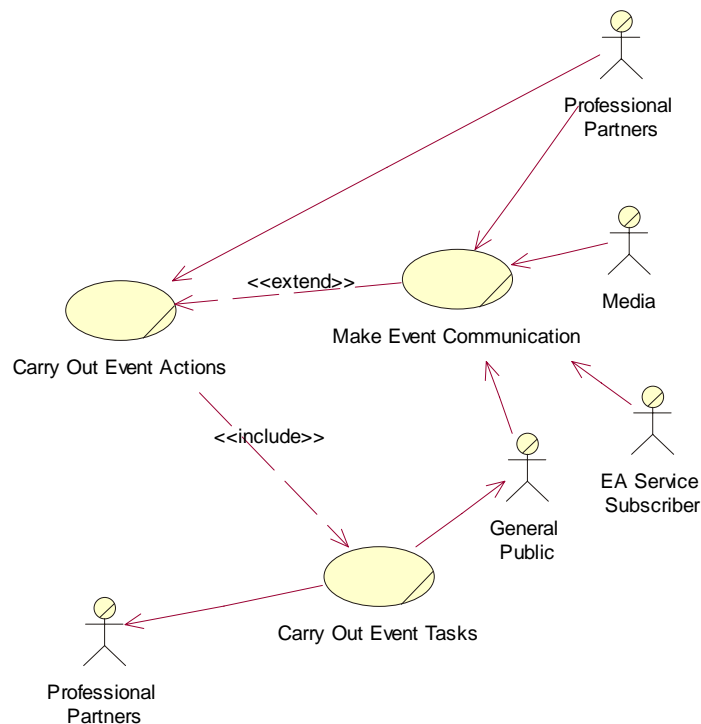 Professional
Partners
<<extend>>
Media
Make Event Communication
Carry Out Event Actions
<<include>>
EA Service
Subscriber
General
Public
Carry Out Event Tasks
Professional
Partners